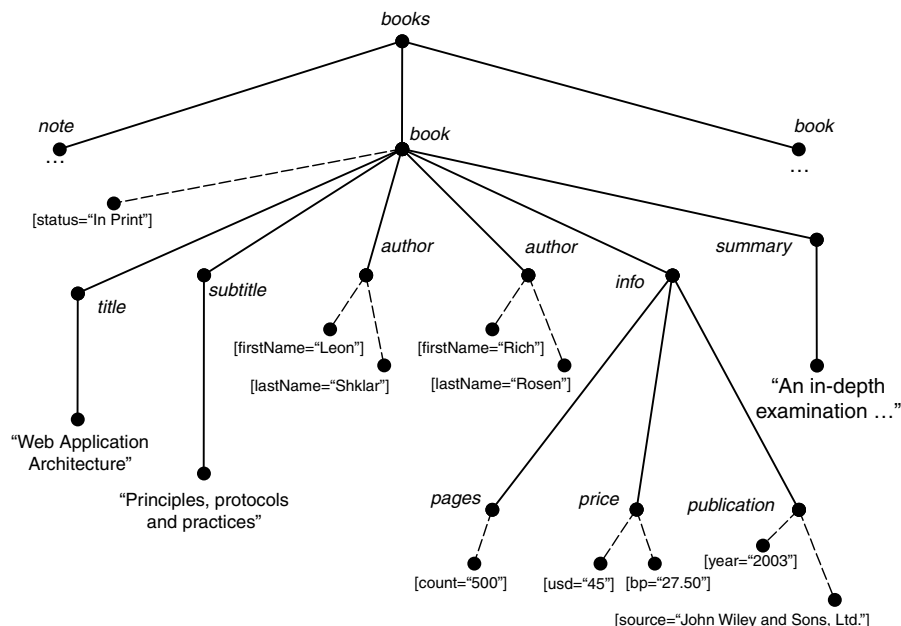 books
note
…
book
book
…
[status=“In Print”]
author
author
summary
title
subtitle
info
[firstName=“Leon”]
[firstName=“Rich”]
[lastName=“Shklar”]
[lastName=“Rosen”]
“An in-depth
examination …”
“Web Application
Architecture”
“Principles, protocols
and practices”
pages
price
publication
[year=“2003”]
[count=“500”]
[usd=“45”]
[bp=“27.50”]
[source=“John Wiley and Sons, Ltd.”]